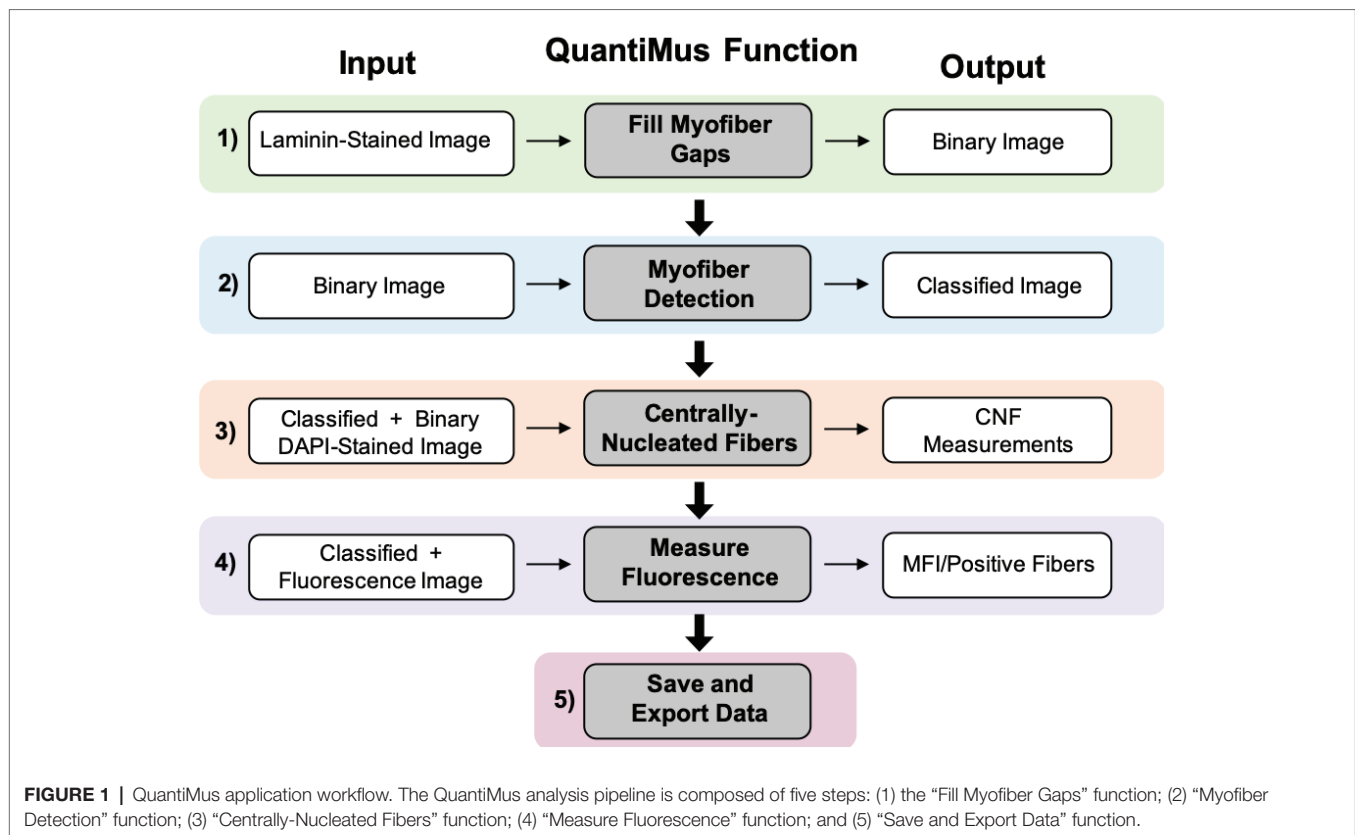 Input
QuantiMus Function
Output
1)
Laminin-Stained Image
Fill Myofiber
Gaps
Binary Image
2)
Binary Image
Myofiber
Detection
Classified Image
3)
Classified + Binary
DAPI-Stained Image
Centrally-
Nucleated Fibers
CNF
Measurements
4)
Classified +
Fluorescence Image
Measure
Fluorescence
MFI/Positive Fibers
5)
Save and
Export Data
FIGURE 1 | QuantiMus application workflow. The QuantiMus analysis pipeline is composed of five steps: (1) the “Fill Myofiber Gaps” function; (2) “Myofiber
Detection” function; (3) “Centrally-Nucleated Fibers” function; (4) “Measure Fluorescence” function; and (5) “Save and Export Data” function.